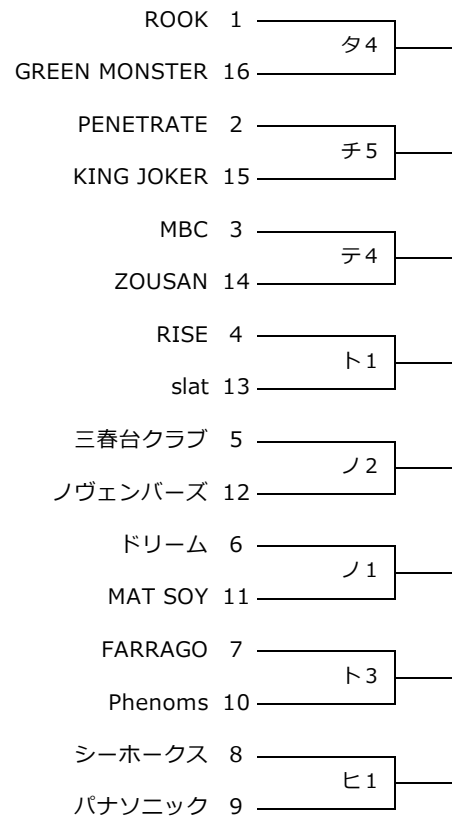 ROOK 1
タ4
GREEN MONSTER 16
PENETRATE 2
チ5
KING JOKER 15
MBC 3
テ4
ZOUSAN 14
RISE 4
ト1
slat 13
三春台クラブ 5
ノ2
ノヴェンバーズ 12
ドリーム 6
ノ1
MAT SOY 11
FARRAGO 7
ト3
Phenoms 10
シーホークス 8
ヒ1
パナソニック 9